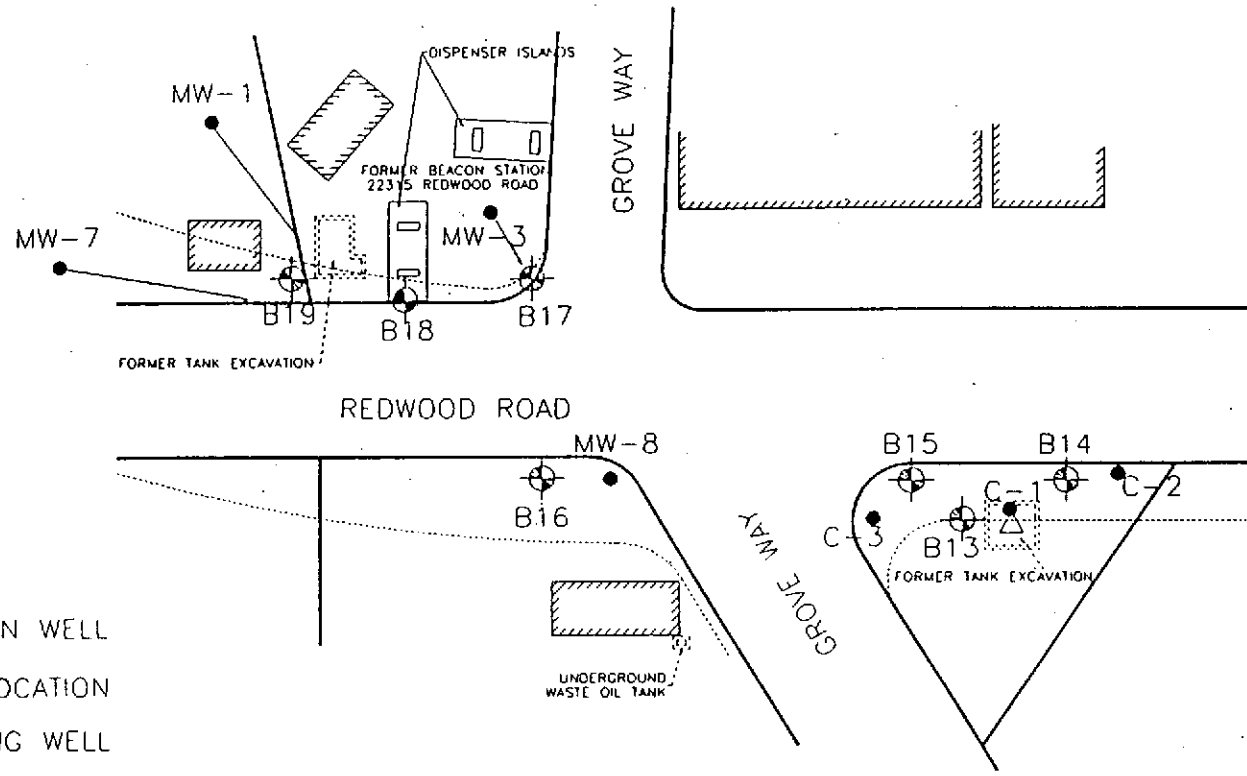 DISPENSER ISLANDS
MW-1
GROVE WAY
FORMER BEACON STATION
22315 REDWOOD ROAD
MW-7
MW-3
B19
B18
B17
FORMER TANK EXCAVATION
REDWOOD ROAD
MW-8
B15
B14
C-1
C-2
B16
C-3
B13
GROVE WAY
FORMER TANK EXCAVATION
N WELL
UNDERGROUND
WASTE OIL TANK
OCATION
G WELL